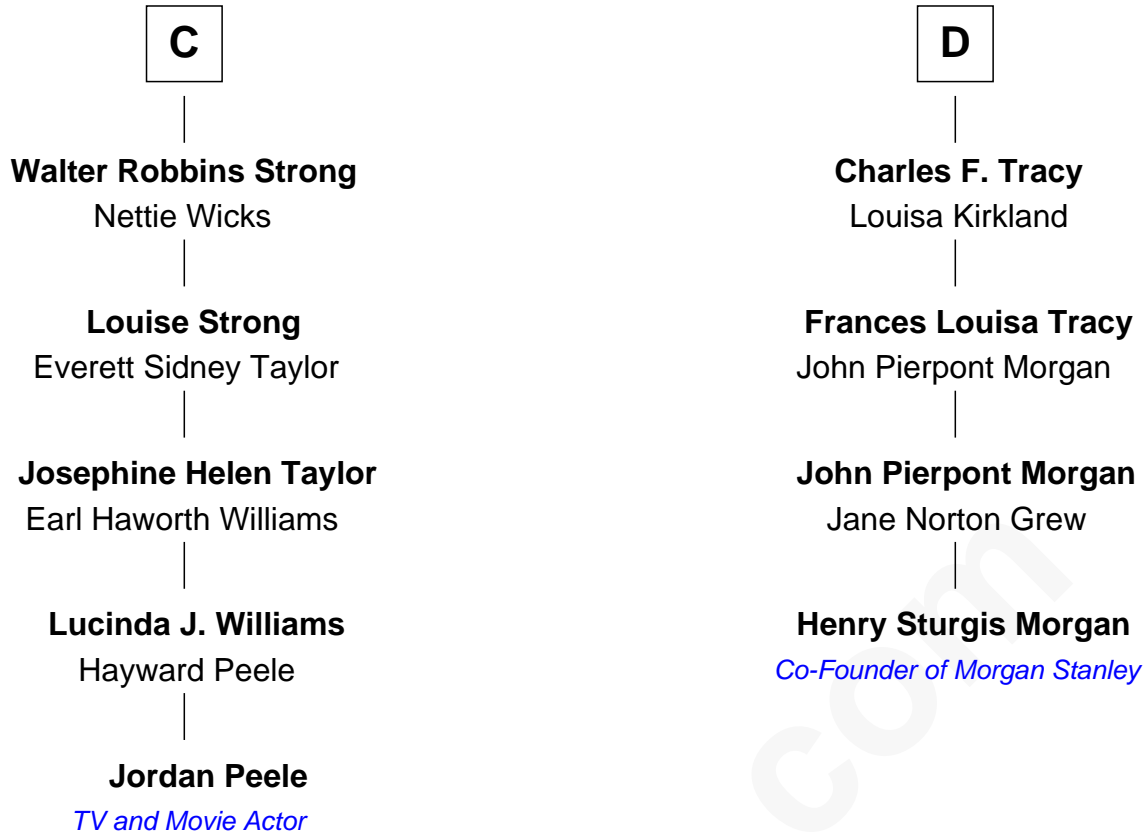 C
Walter Robbins Strong
Nettie Wicks
Louise Strong
Everett Sidney Taylor
Josephine Helen Taylor
Earl Haworth Williams
Lucinda J. Williams
Hayward Peele
Jordan Peele
TV and Movie Actor
D
Charles F. Tracy
Louisa Kirkland
Frances Louisa Tracy
John Pierpont Morgan
John Pierpont Morgan
Jane Norton Grew
Henry Sturgis Morgan
Co-Founder of Morgan Stanley
com